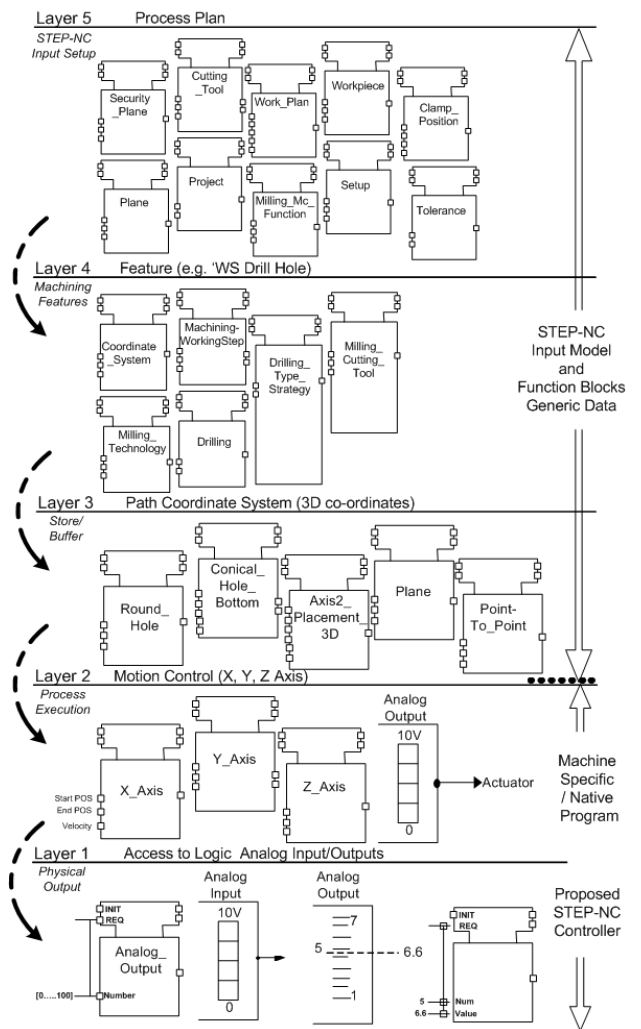 Layer 5 Process Plan
STEP-NC
Input Setup
Security
_Plane
Cutting
_Tool
Work_Plan
Workpiece
Clamp_
Position
Plane
Project
Milling_Mc_
Function
Setup
Tolerance
Layer 4 Feature (e.g. 'WS Drill Hole)
Machining
Features
Coordinate
_System
Machining-
WorkingStep
Drilling_
Type_
Strategy
Milling_
Cutting_
Tool
Milling_
Technology
Drilling
STEP-NC
Input Model
and
Function Blocks
Generic Data
Layer 3 Path Coordinate System (3D co-ordinates)
Store/
Buffer
Round_
Hole
Conical_
Hole_
Bottom
Axis2_
Placement_
3D
Plane
Point-
To_Point
Layer 2 Motion Control (X, Y, Z Axis)
Process
Execution
X_Axis
Start POS
End POS
Velocity
Y_Axis
Z_Axis
Analog
Output
10V
0
Actuator
Machine
Specific
/ Native
Program
Layer 1 Access to Logic Analog Input/Outputs
Physical
Output
INIT
REQ
Analog_
Output
[0.....100]
Number
Analog
Input
10V
0
Analog
Output
7
5
6.6
1
INIT
REQ
5 Num
6.6 Value
Proposed
STEP-NC
Controller